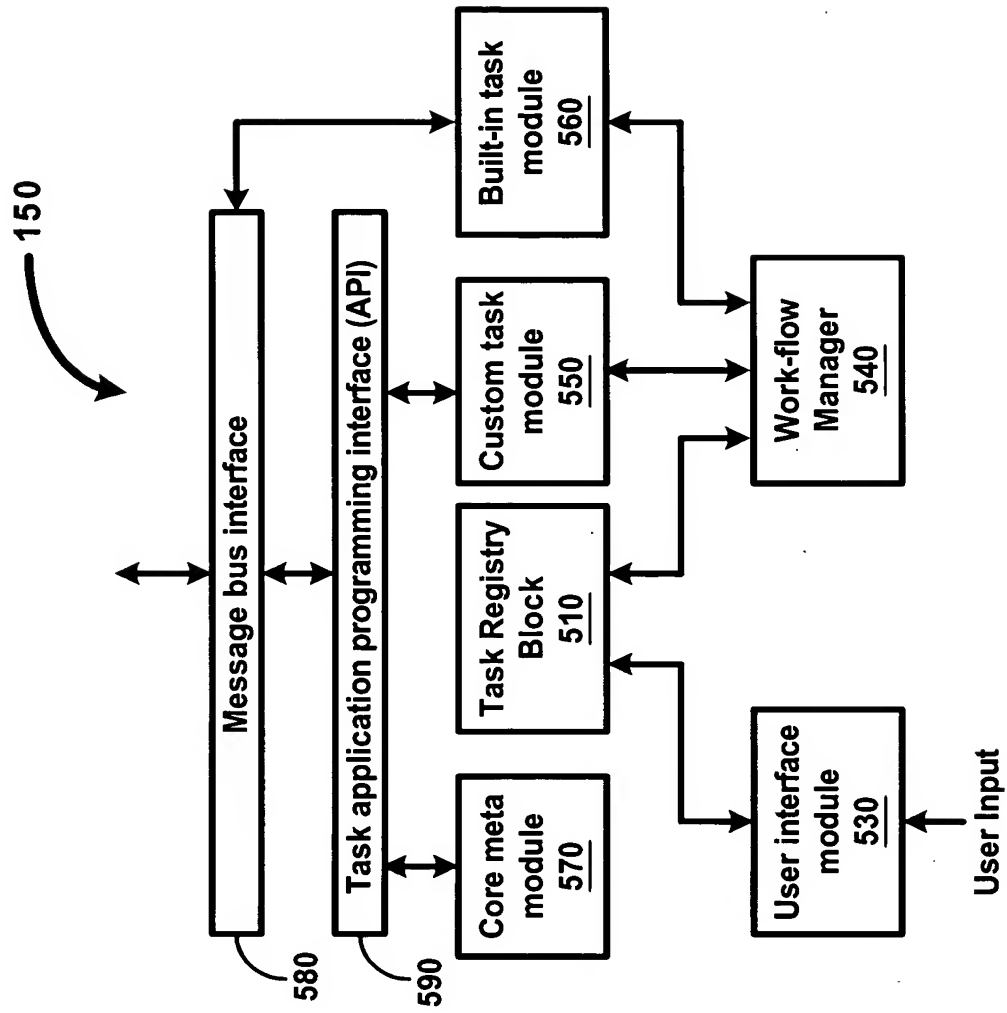 150
Message bus interface
580
Task application programming interface (API)
590
Core meta
module
570
Task Registry
Block
510
Custom task
module
550
Built-in task
module
560
User interface
module
530
Work-flow
Manager
540
User Input